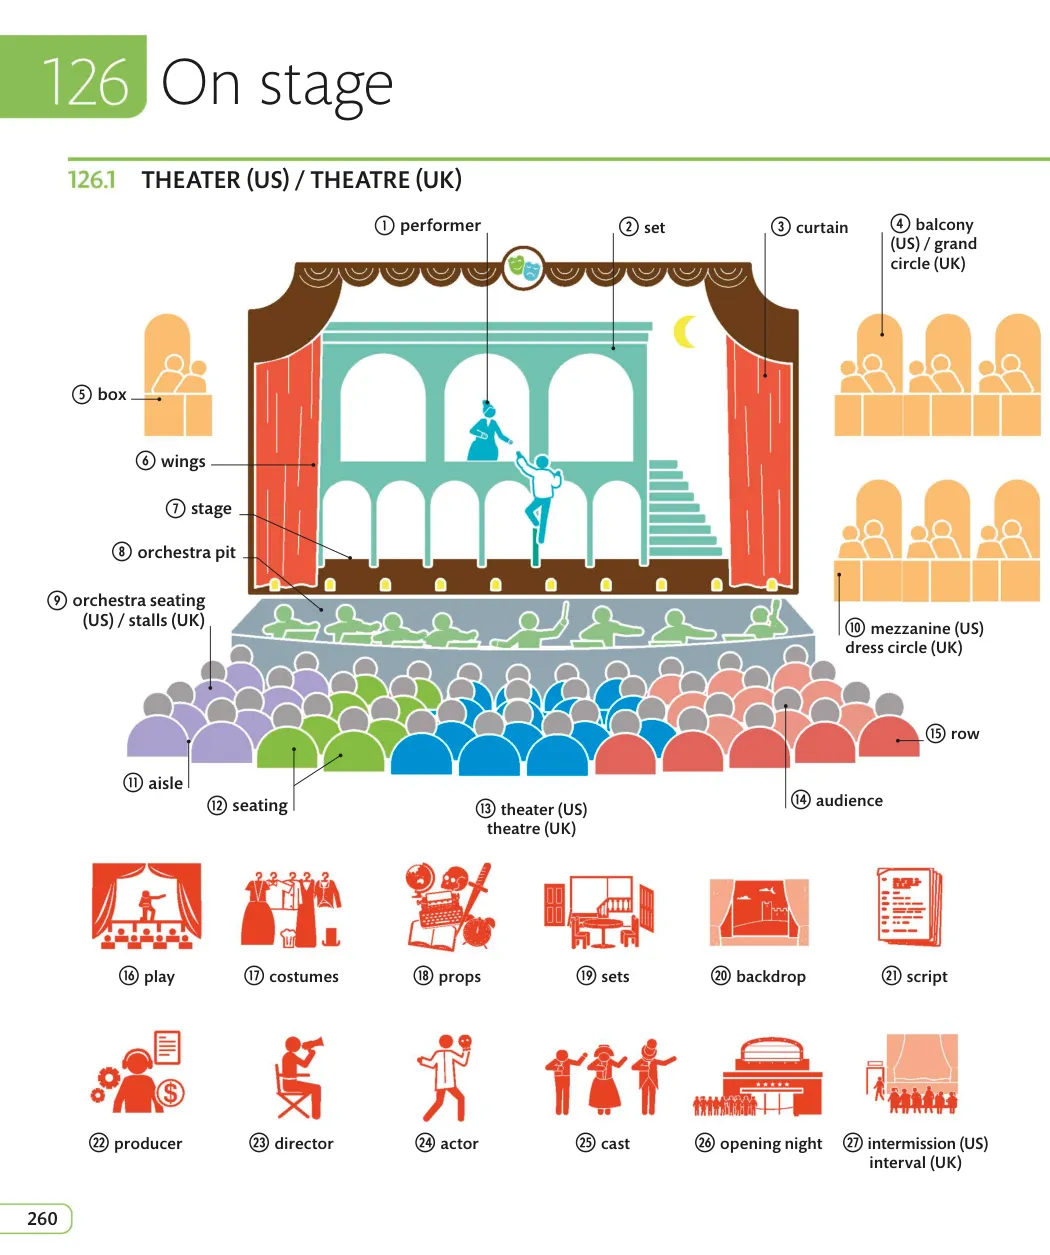 126 On stage
126.1 THEATER (US) / THEATRE (UK)
① performer
② set
③ curtain
④ balcony
(US) / grand
circle (UK)
⑤ box
⑥ wings
⑦ stage
⑧ orchestra pit
⑨ orchestra seating
(US) / stalls (UK)
⑩ mezzanine (US)
dress circle (UK)
⑪ aisle
⑫ seating
⑬ theater (US)
theatre (UK)
⑭ audience
⑮ row
⑯ play
⑰ costumes
⑱ props
⑲ sets
⑳ backdrop
㉑ script
㉒ producer
㉓ director
㉔ actor
㉕ cast
㉖ opening night
㉗ intermission (US)
interval (UK)
260